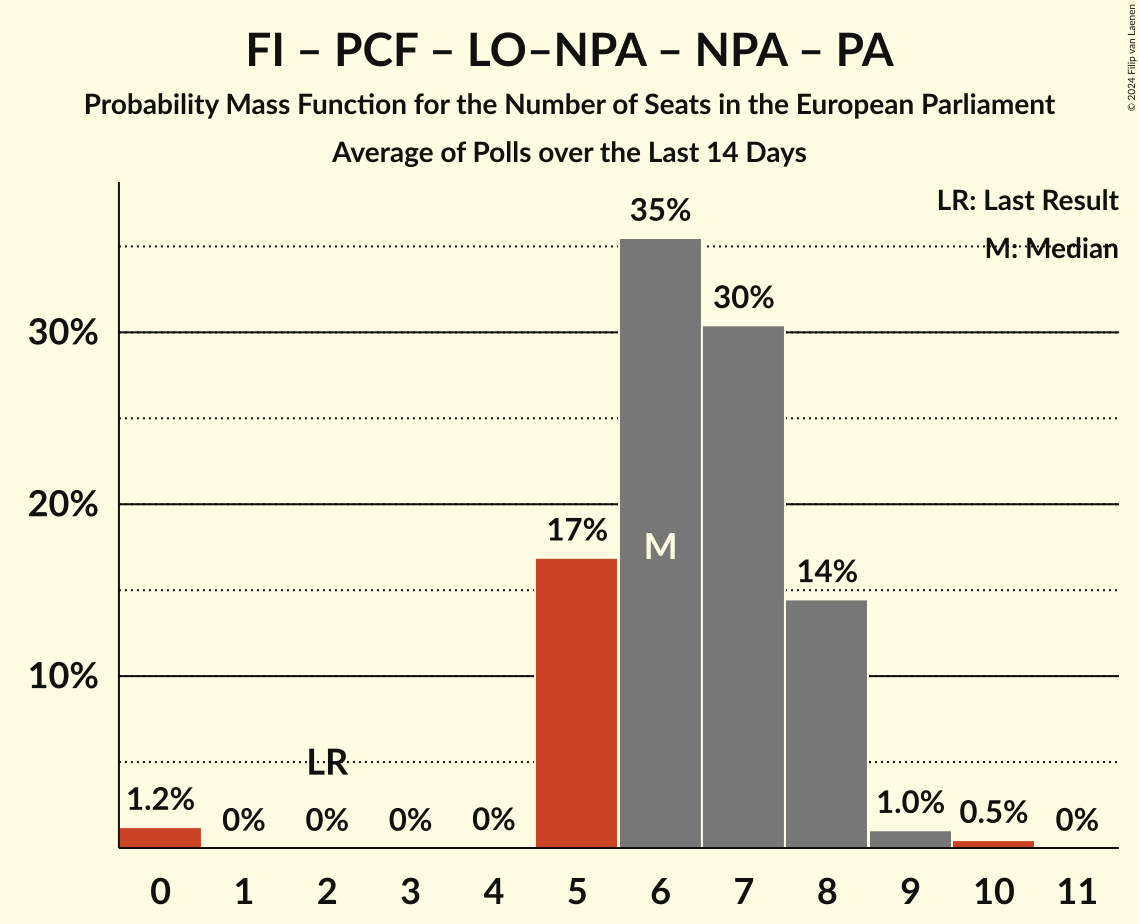 FI – PCF – LO–NPA – NPA – PA
Probability Mass Function for the Number of Seats in the European Parliament
Average of Polls over the Last 14 Days
© 2024 Filip van Laenen
LR: Last Result
M: Median
35%
30%
30%
20%
17%
M
14%
10%
LR
1.2%
0%
0%
0%
0%
1.0%
0.5%
0%
0 1 2 3 4 5 6 7 8 9 10 11